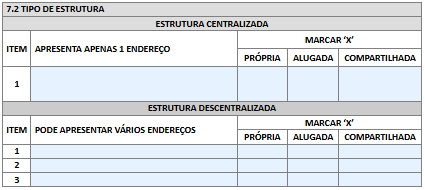 7.2 TIPO DE ESTRUTURA
ESTRUTURA CENTRALIZADA
ITEM APRESENTA APENAS 1 ENDEREÇO MARCAR ‘X’
PRÓPRIA ALUGADA COMPARTILHADA
1
ESTRUTURA DESCENTRALIZADA
ITEM PODE APRESENTAR VÁRIOS ENDEREÇOS MARCAR ‘X’
PRÓPRIA ALUGADA COMPARTILHADA
1
2
3